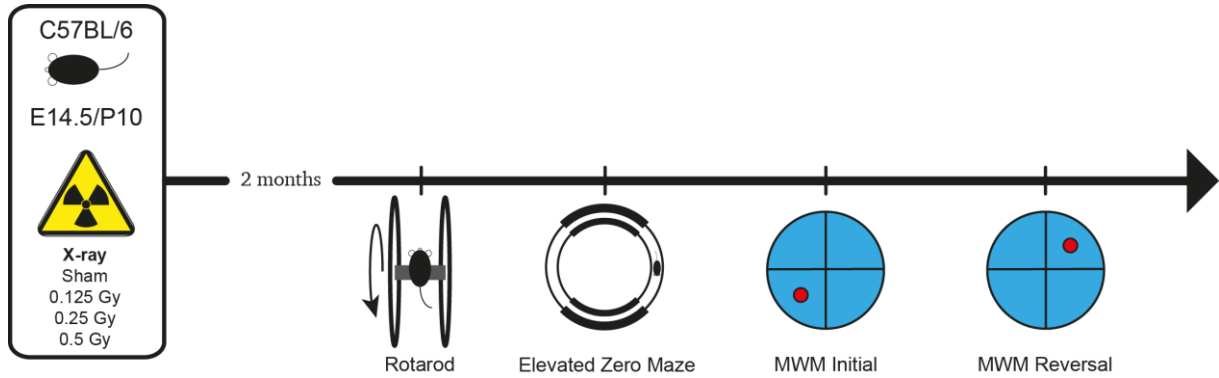 C57BL/6
E14.5/P10
X-ray
Sham
0.125 Gy
0.25 Gy
0.5 Gy
2 months
Rotarod
Elevated Zero Maze
MWM Initial
MWM Reversal